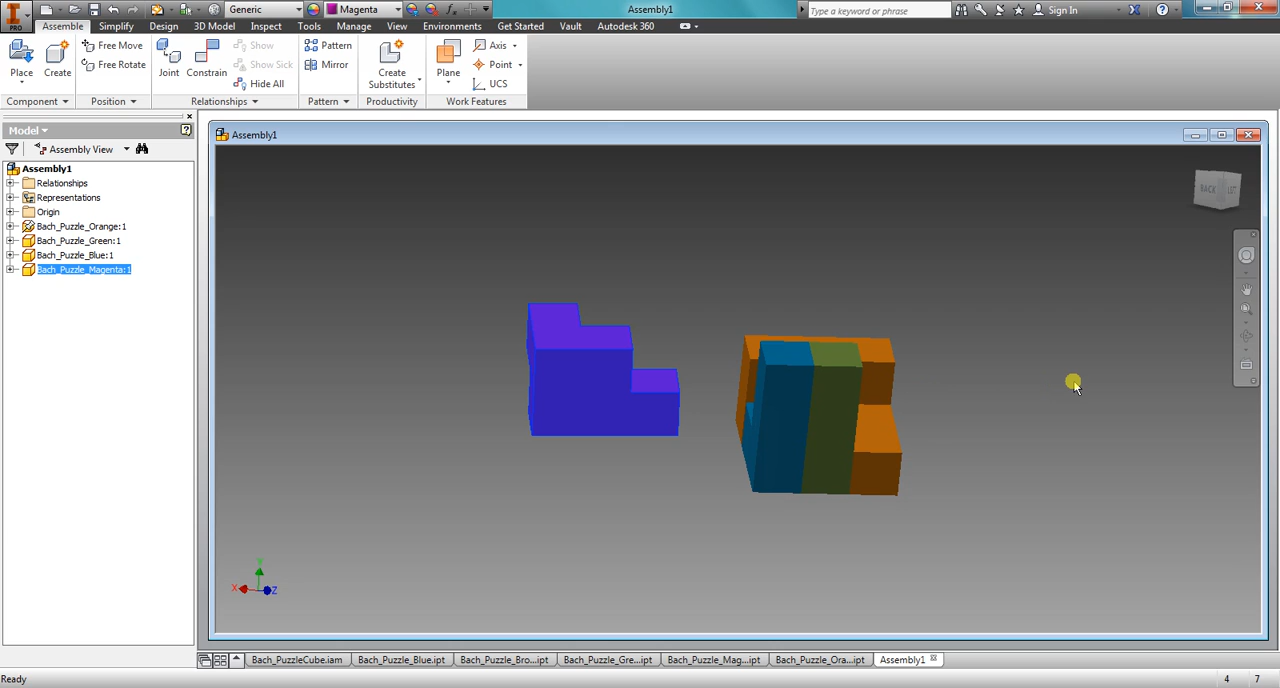 PRO
Generic
Magenta
fx
Assembly1
Type a keyword or phrase
Sign In
Assemble Simplify Design 3D Model Inspect Tools Manage View Environments Get Started Vault Autodesk 360
Place
Create
Free Move
Free Rotate
Joint
Constrain
Show
Show Sick
Hide All
Pattern
Mirror
Create
Substitutes
Plane
Axis
Point
UCS
Component
Position
Relationships
Pattern
Productivity
Work Features
Model
Assembly View
Assembly1
Relationships
Representations
Origin
Bach_Puzzle_Orange:1
Bach_Puzzle_Green:1
Bach_Puzzle_Blue:1
Bach_Puzzle_Magenta:1
Assembly1
BACK
Y
X
Z
Bach_PuzzleCube.iam Bach_Puzzle_Blue.ipt Bach_Puzzle_Bro...ipt Bach_Puzzle_Gre...ipt Bach_Puzzle_Mag...ipt Bach_Puzzle_Ora...ipt Assembly1
Ready
4 7